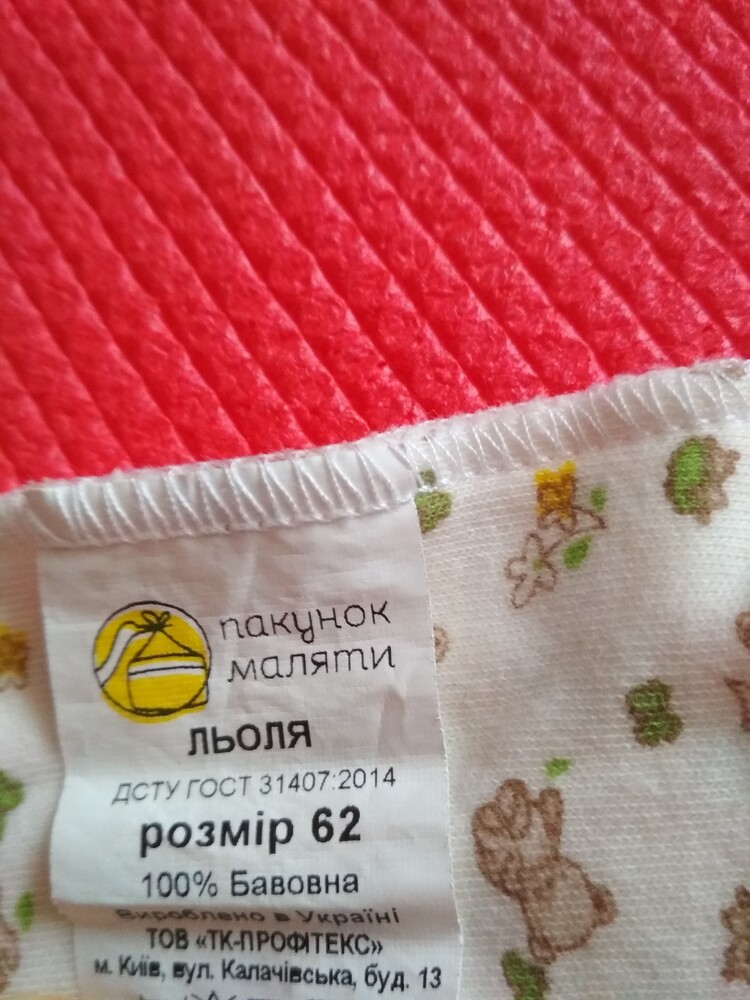 пакунок
маляти
ЛЬОЛЯ
ДСТУ ГОСТ 31407:2014
розмір 62
100% Бавовна
Вироблено в Україні
ТОВ «ТК-ПРОФІТЕКС»
м. Київ, вул. Калачівська, буд. 13